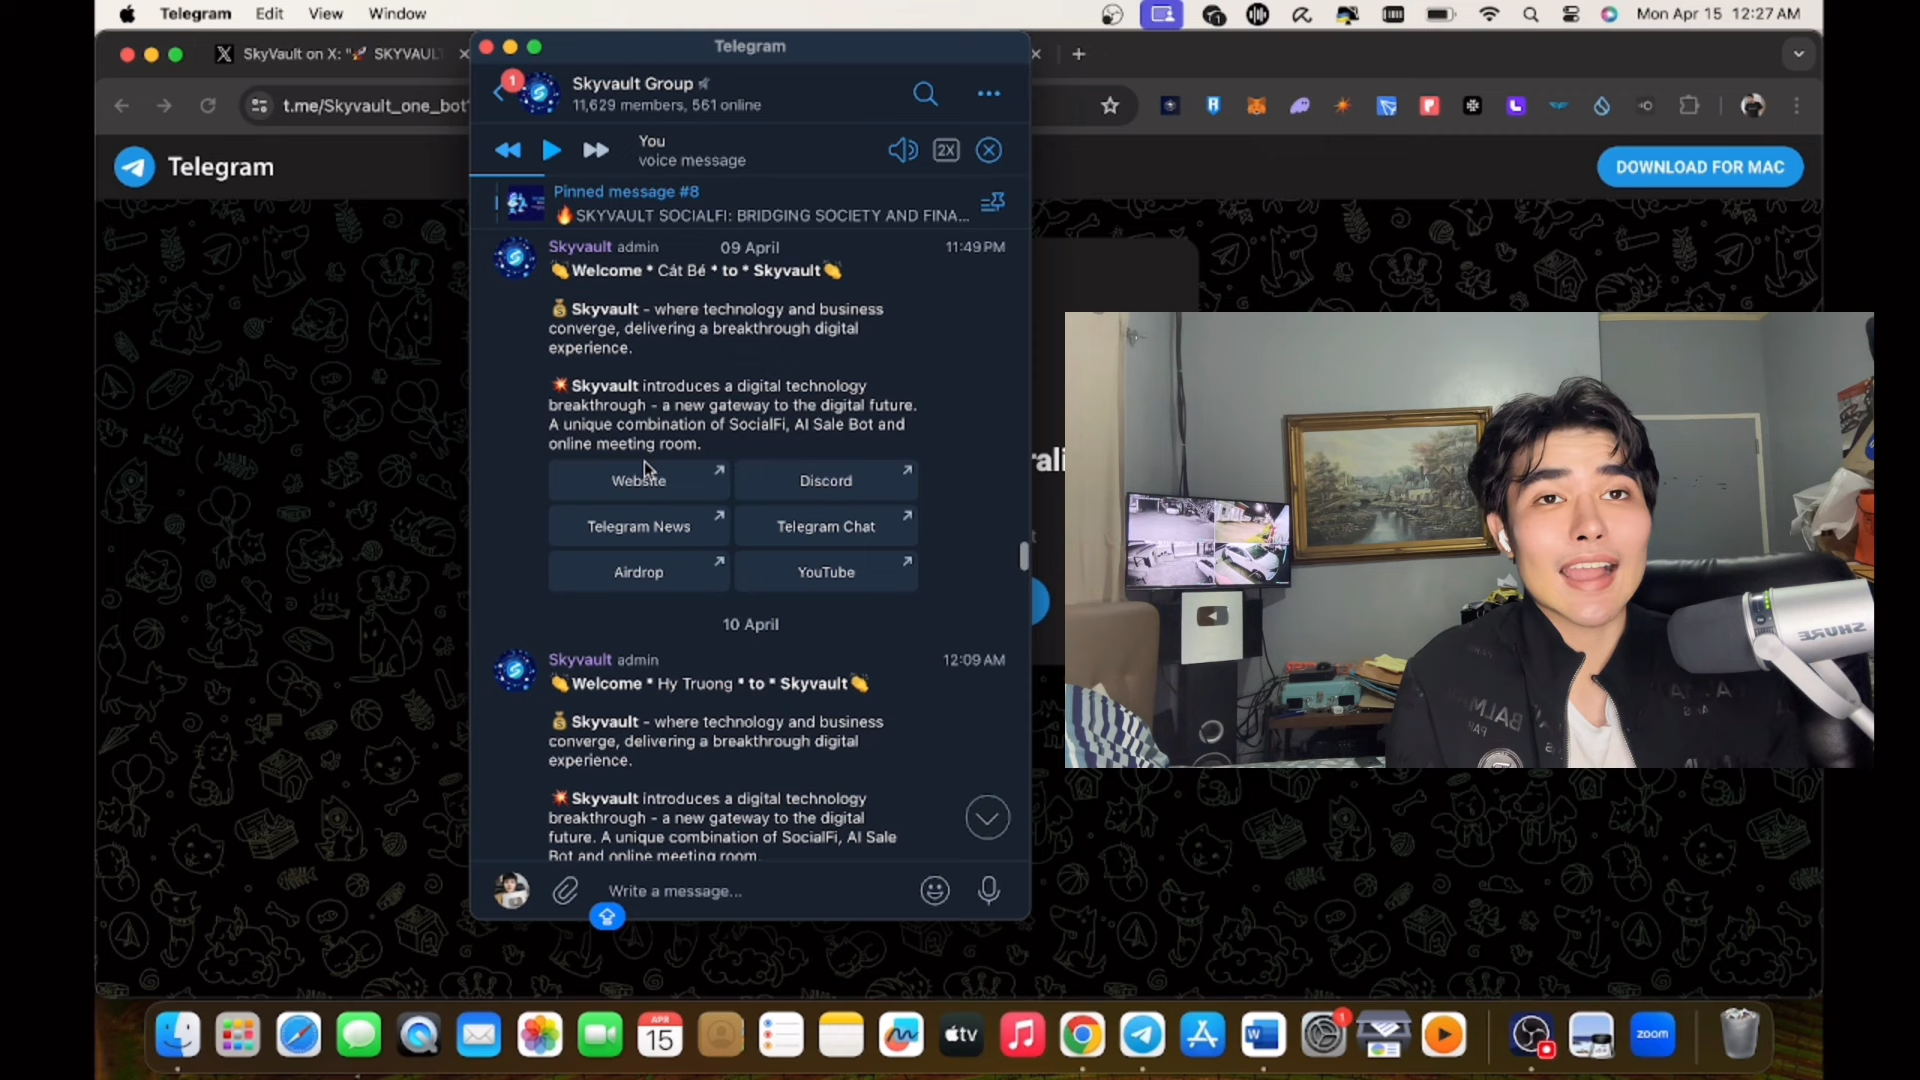 Telegram Edit View Window
Mon Apr 15 12:27 AM
SkyVault on X: "🚀 SKYVAUL
Telegram
t.me/Skyvault_one_bot
Telegram
DOWNLOAD FOR MAC
1
Skyvault Group
11,629 members, 561 online
You
voice message
2X
Pinned message #8
🔥SKYVAULT SOCIALFI: BRIDGING SOCIETY AND FINA...
Skyvault admin
09 April
11:49 PM
👏Welcome * Cát Bé * to * Skyvault👏
💰Skyvault - where technology and business
converge, delivering a breakthrough digital
experience.
💥Skyvault introduces a digital technology
breakthrough - a new gateway to the digital future.
A unique combination of SocialFi, AI Sale Bot and
online meeting room.
Website
Discord
Telegram News
Telegram Chat
Airdrop
YouTube
10 April
Skyvault admin
12:09 AM
👏Welcome * Hy Truong * to * Skyvault👏
💰Skyvault - where technology and business
converge, delivering a breakthrough digital
experience.
💥Skyvault introduces a digital technology
breakthrough - a new gateway to the digital
future. A unique combination of SocialFi, AI Sale
Bot and online meeting room.
Write a message...
rali
SHURE
BALM
PAR
APR
15
tv
W
1
zoom